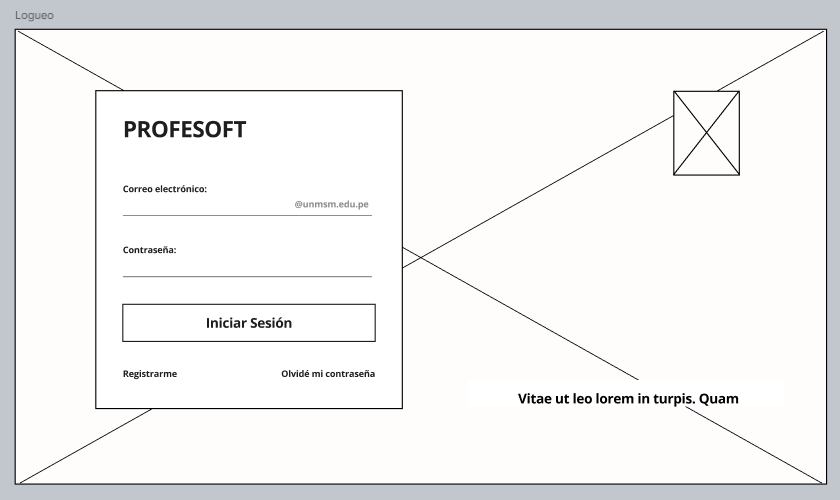 Logueo
PROFESOFT
Correo electrónico:
@unmsm.edu.pe
Contraseña:
Iniciar Sesión
Registrarme
Olvidé mi contraseña
Vitae ut leo lorem in turpis. Quam